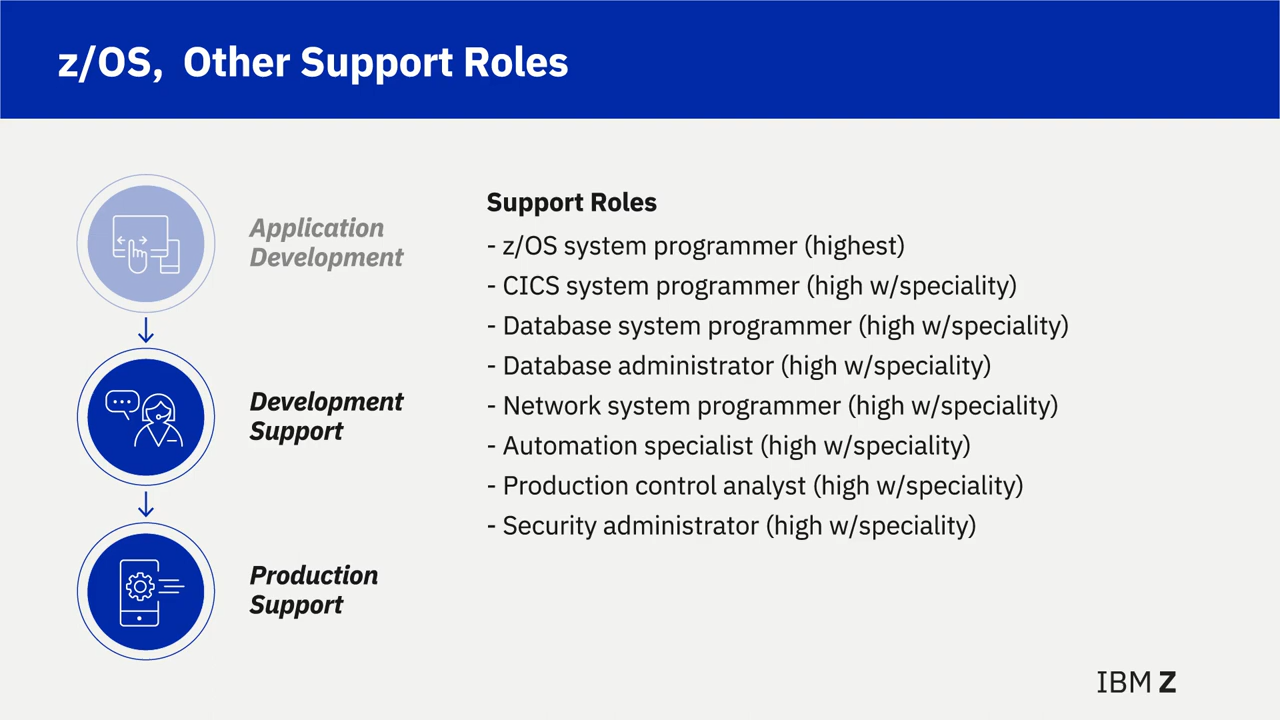 z/OS, Other Support Roles
Application
Development
Development
Support
Production
Support
Support Roles
- z/OS system programmer (highest)
- CICS system programmer (high w/speciality)
- Database system programmer (high w/speciality)
- Database administrator (high w/speciality)
- Network system programmer (high w/speciality)
- Automation specialist (high w/speciality)
- Production control analyst (high w/speciality)
- Security administrator (high w/speciality)
IBM Z